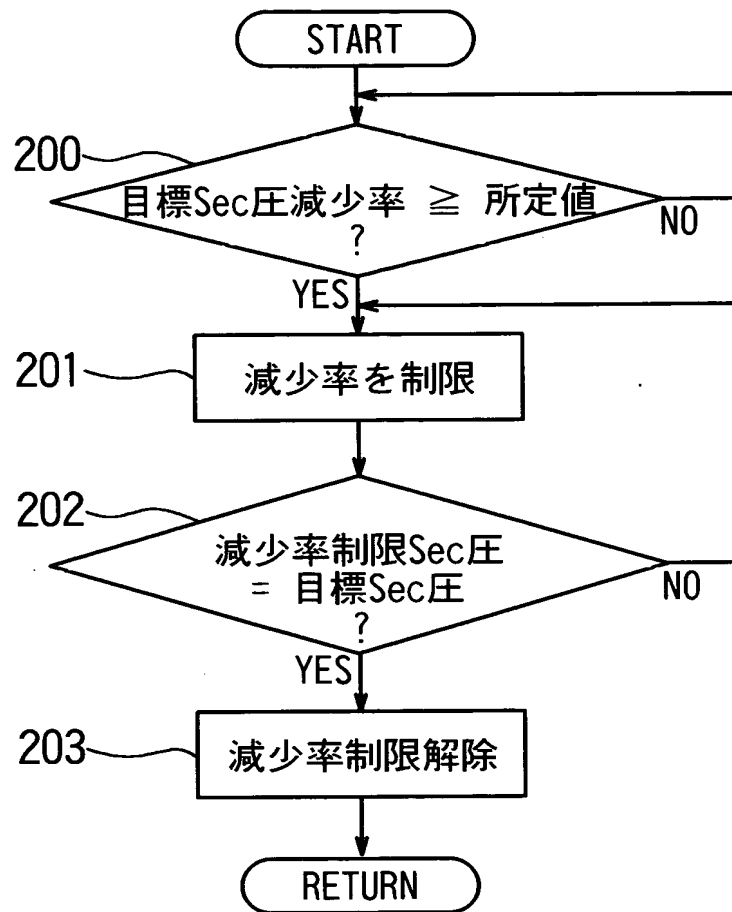 START
200
目標Sec圧減少率 ≧ 所定値
?
NO
YES
201
減少率を制限
202
減少率制限Sec圧
= 目標Sec圧
?
NO
YES
203
減少率制限解除
RETURN